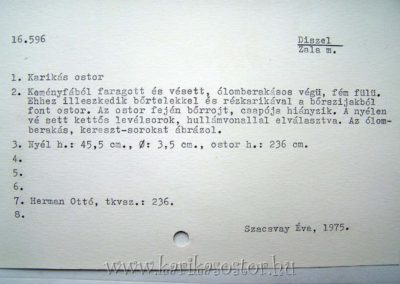 16.596 Diszel
Zala m.
1. Karikás ostor
2. Keményfából faragott és vésett, ólomberakásos végű, fém fülű.
Ehhez illeszkedik bőrtelekkel és rézkarikával a bőrszijakból
font ostor. Az ostor fején bőrrojt, csapója hiányzik. A nyélen
vé sett kettős levélsorok, hullámvonallal elválasztva. Az ólom-
berakás, kereszt-sorokat ábrázol.
3. Nyél h.: 45,5 cm., Ø: 3,5 cm., ostor h.: 236 cm.
4.
5.
6.
7. Herman Ottó, tkvsz.: 236.
8.
Szacsvay Éva, 1975.
www.karikasostor.hu